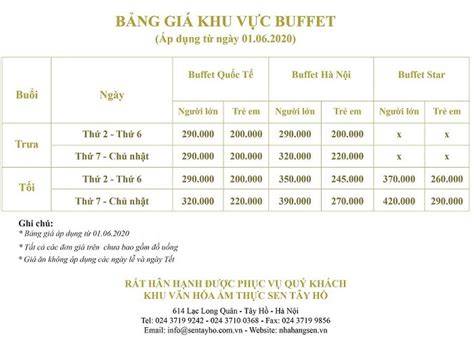 BẢNG GIÁ KHU VỰC BUFFET
(Áp dụng từ ngày 01.06.2020)
Buổi Ngày Buffet Quốc Tế Buffet Hà Nội Buffet Star
Người lớn Trẻ em Người lớn Trẻ em Người lớn Trẻ em
Trưa Thứ 2 - Thứ 6 290.000 200.000 290.000 200.000 x x
Thứ 7 - Chủ nhật 290.000 200.000 320.000 220.000 x x
Tối Thứ 2 - Thứ 6 290.000 200.000 350.000 245.000 370.000 260.000
Thứ 7 - Chủ nhật 320.000 220.000 390.000 270.000 420.000 290.000
Ghi chú:
* Bảng giá áp dụng từ 01.06.2020
* Tất cả các đơn giá trên chưa bao gồm đồ uống
* Giá ăn không áp dụng các ngày lễ và ngày Tết
RẤT HÂN HẠNH ĐƯỢC PHỤC VỤ QUÝ KHÁCH
KHU VĂN HÓA ẨM THỰC SEN TÂY HỒ
614 Lạc Long Quân - Tây Hồ - Hà Nội
Tel: 024 3719 9242 - 024 3710 0368 - Fax: 024 3719 9856
Email: info@sentayho.com.vn - Website: nhahangsen.vn